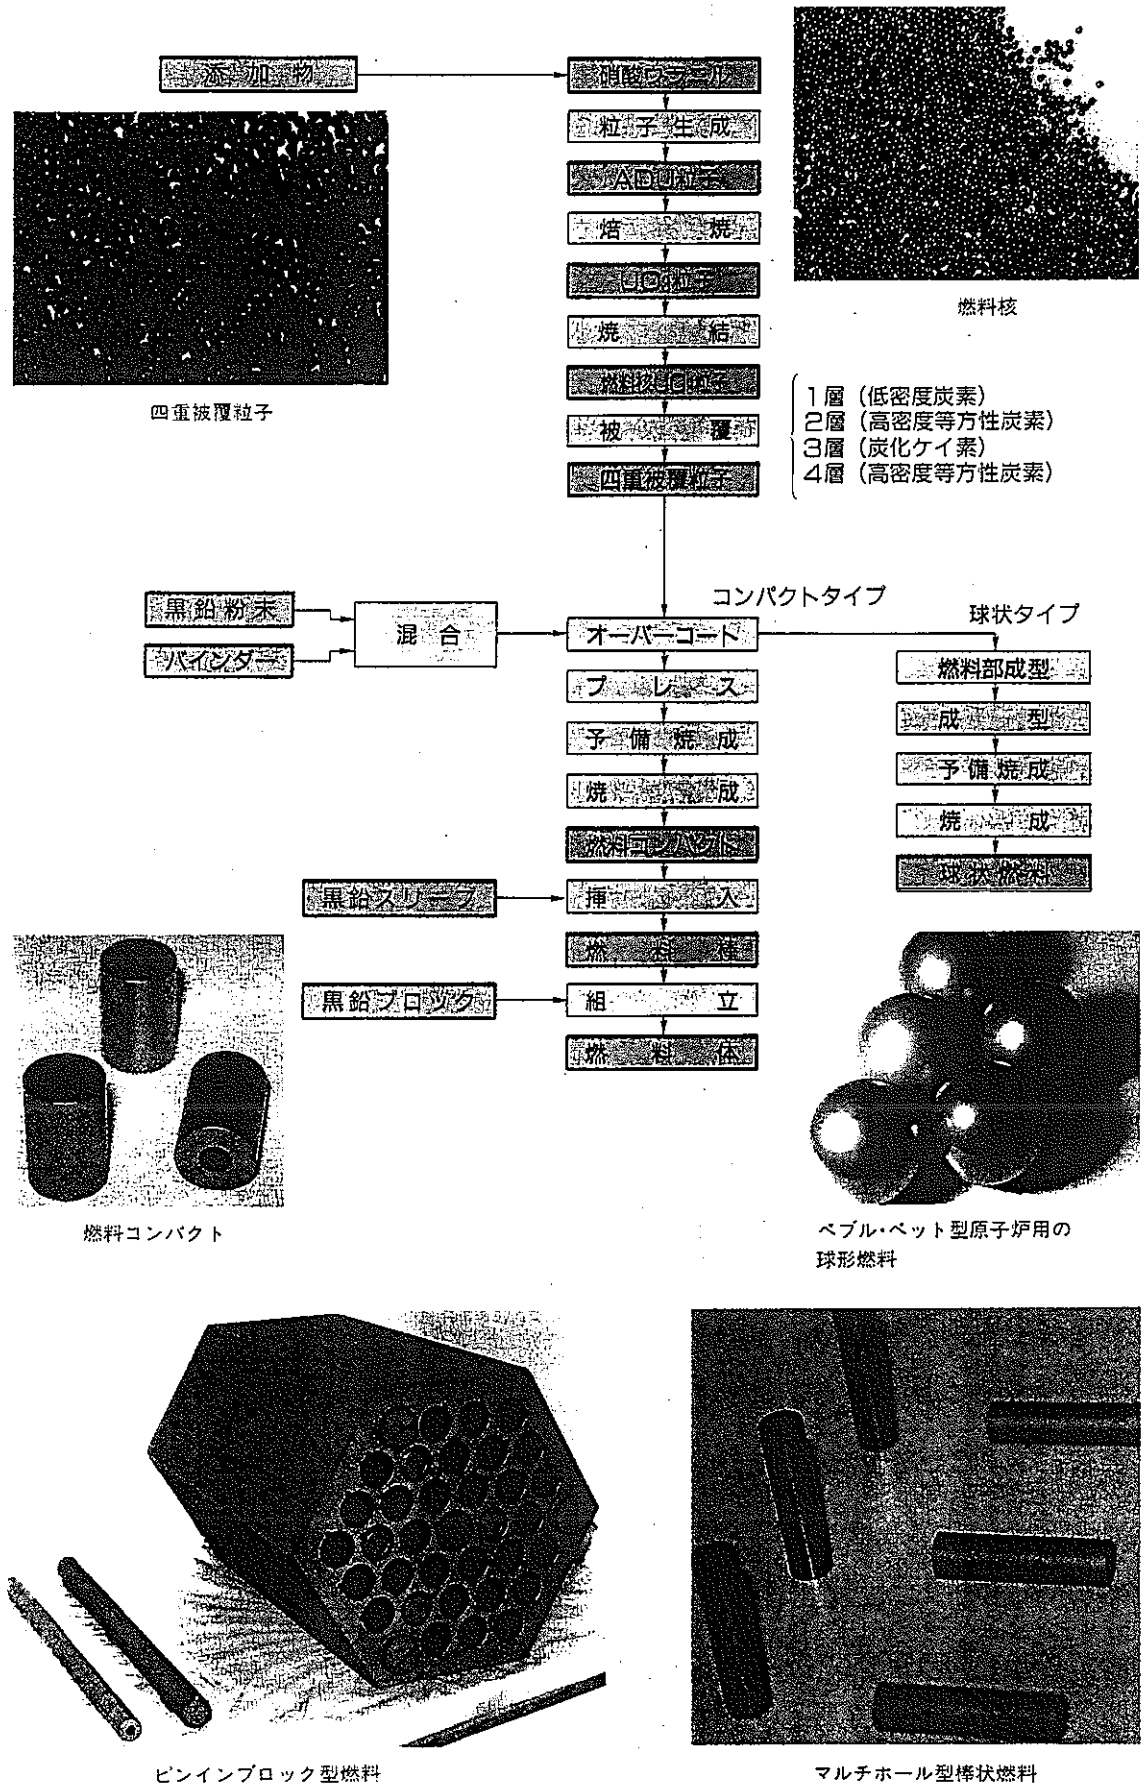 添加物
硝酸ウラニル
粒子生成
ADU粒子
焙焼
UO₃粒子
焼結
燃料核UO₂粒子
被覆
四重被覆粒子
燃料核
四重被覆粒子
1層(低密度炭素)
2層(高密度等方性炭素)
3層(炭化ケイ素)
4層(高密度等方性炭素)
黒鉛粉末
バインダー
混合
コンパクトタイプ
球状タイプ
オーバーコート
プレス
予備焼成
焼成
燃料コンパクト
燃料部成型
成型
予備焼成
焼成
球状燃料
黒鉛スリーブ
挿入
燃料棒
黒鉛ブロック
組立
燃料体
燃料コンパクト
ペブル・ベット型原子炉用の
球形燃料
ピンインブロック型燃料
マルチホール型棒状燃料